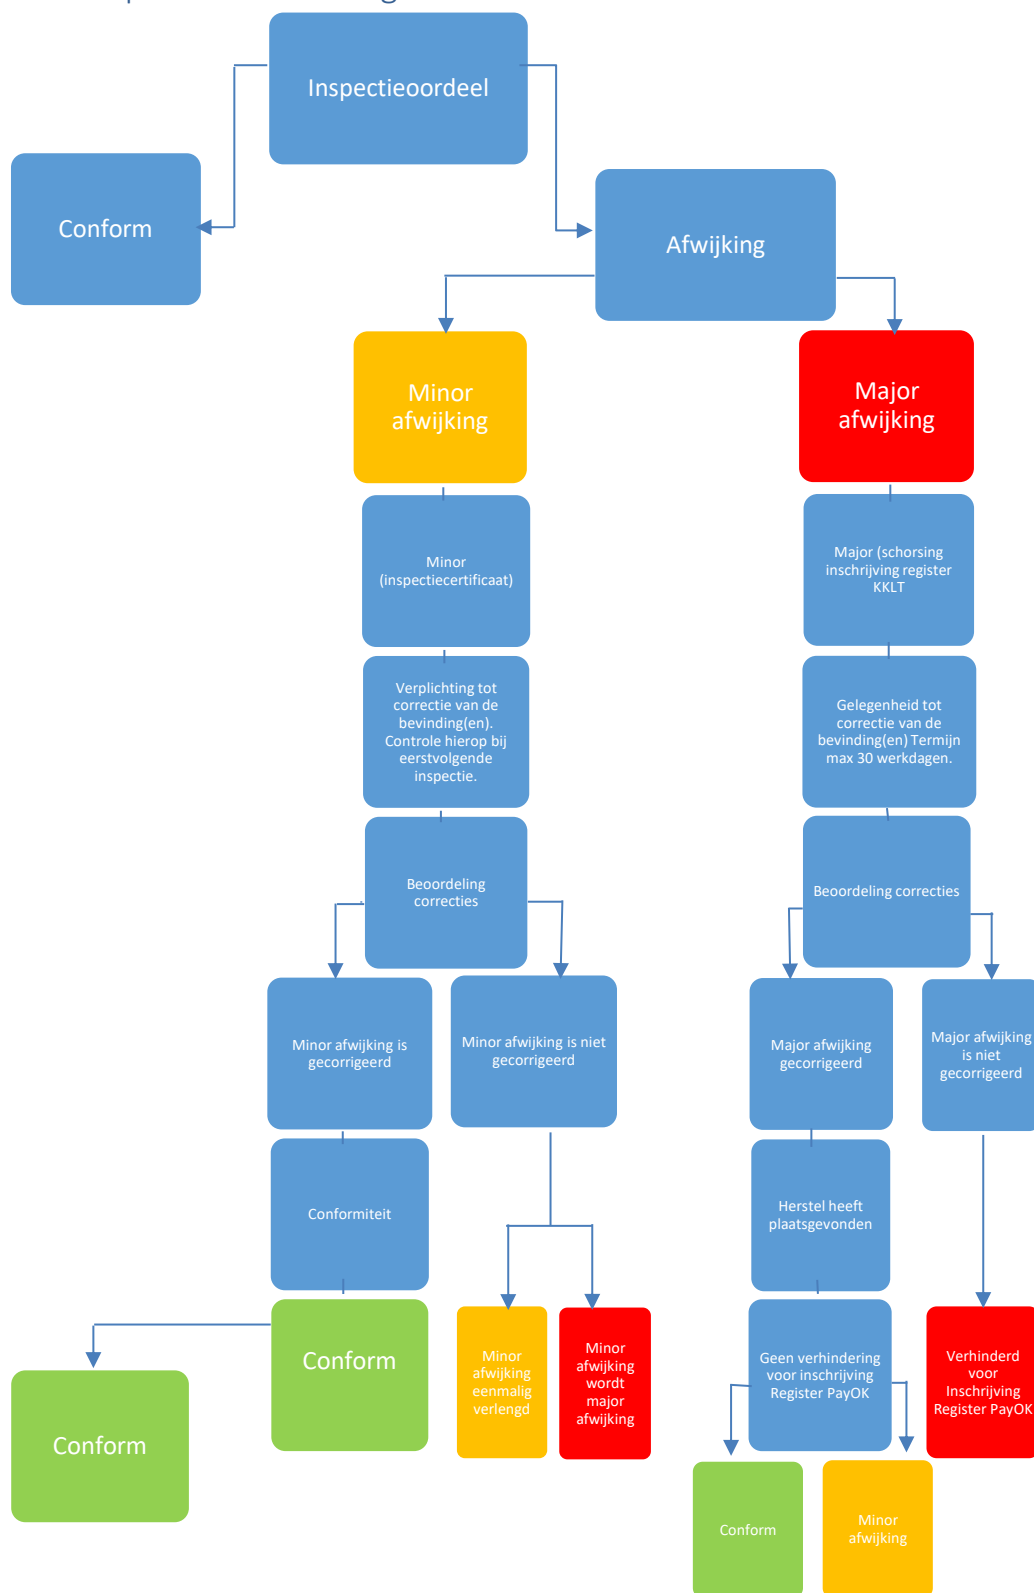 Inspectieoordeel
Conform
Afwijking
Minor
afwijking
Major
afwijking
Minor
(inspectiecertificaat)
Major (schorsing
inschrijving register
KKLT
Verplichting tot
correctie van de
bevinding(en).
Controle hierop bij
eerstvolgende
inspectie.
Gelegenheid tot
correctie van de
bevinding(en) Termijn
max 30 werkdagen.
Beoordeling
correcties
Beoordeling correcties
Minor afwijking is
gecorrigeerd
Minor afwijking is niet
gecorrigeerd
Major afwijking
gecorrigeerd
Major afwijking
is niet
gecorrigeerd
Conformiteit
Herstel heeft
plaatsgevonden
Conform
Conform
Minor
afwijking
eenmalig
verlengd
Minor
afwijking
wordt
major
afwijking
Geen verhindering
voor inschrijving
Register PayOK
Verhinderd
voor
Inschrijving
Register PayOK
Conform
Minor
afwijking